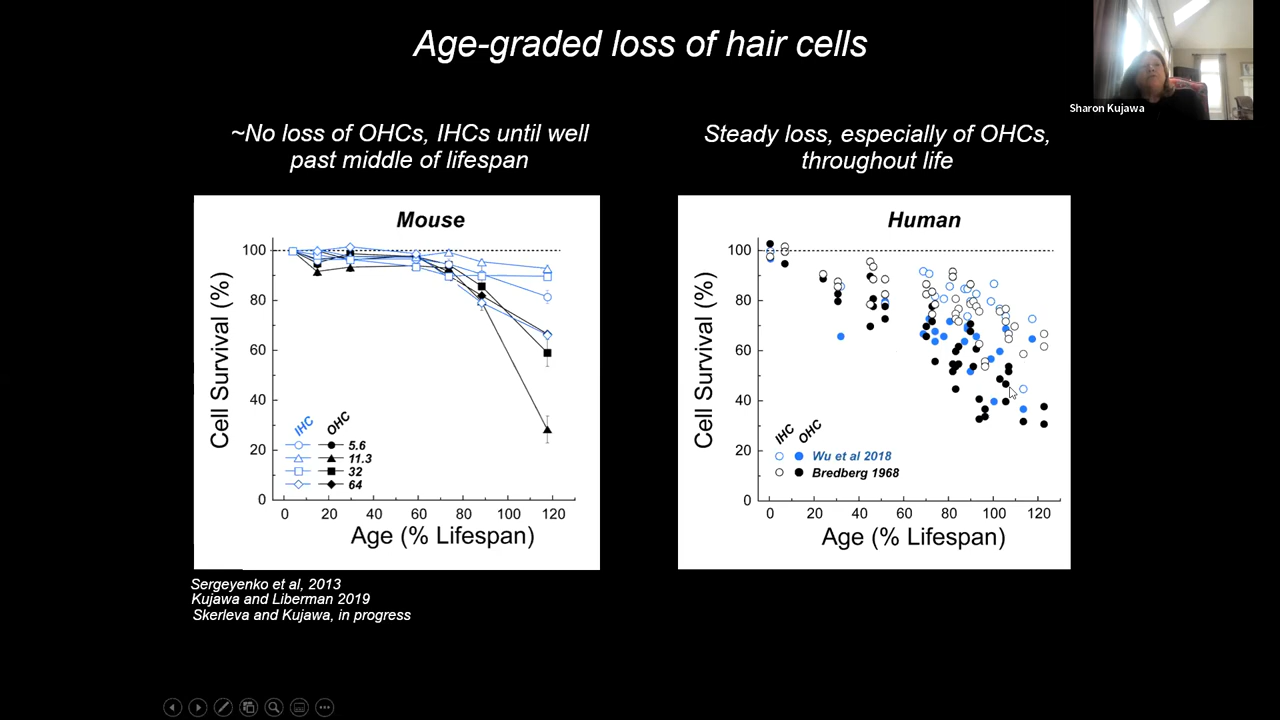 Age-graded loss of hair cells
Sharon Kujawa
~No loss of OHCs, IHCs until well
past middle of lifespan
Steady loss, especially of OHCs,
throughout life
Mouse
Cell Survival (%)
100
80
60
40
20
0
IHC OHC
5.6
11.3
32
64
0 20 40 60 80 100 120
Age (% Lifespan)
Human
Cell Survival (%)
100
80
60
40
20
0
IHC OHC
Wu et al 2018
Bredberg 1968
0 20 40 60 80 100 120
Age (% Lifespan)
Sergeyenko et al, 2013
Kujawa and Liberman 2019
Skerleva and Kujawa, in progress